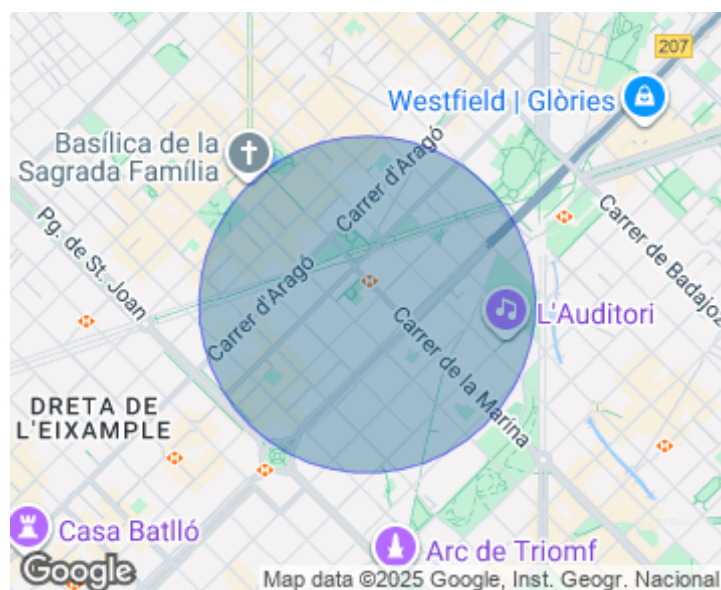 207
Westfield | Glòries
Basílica de la
Sagrada Família
Carrer d'Aragó
Pg. de St. Joan
Carrer de Badajoz
Carrer d'Aragó
L'Auditori
Carrer de la Marina
DRETA DE
L'EIXAMPLE
Casa Batlló
Arc de Triomf
Google
Map data ©2025 Google, Inst. Geogr. Nacional